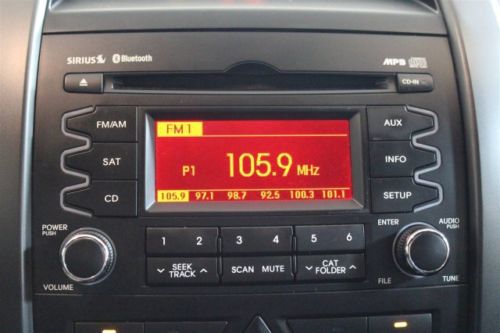 SIRIUS Bluetooth MP3
CD-IN
FM/AM AUX
SAT INFO
CD SETUP
FM1
P1 105.9 MHz
105.9 97.1 98.7 92.5 100.3 101.1
POWER PUSH
VOLUME
ENTER AUDIO PUSH
FILE TUNE
1 2 3 4 5 6
SEEK TRACK SCAN MUTE CAT FOLDER